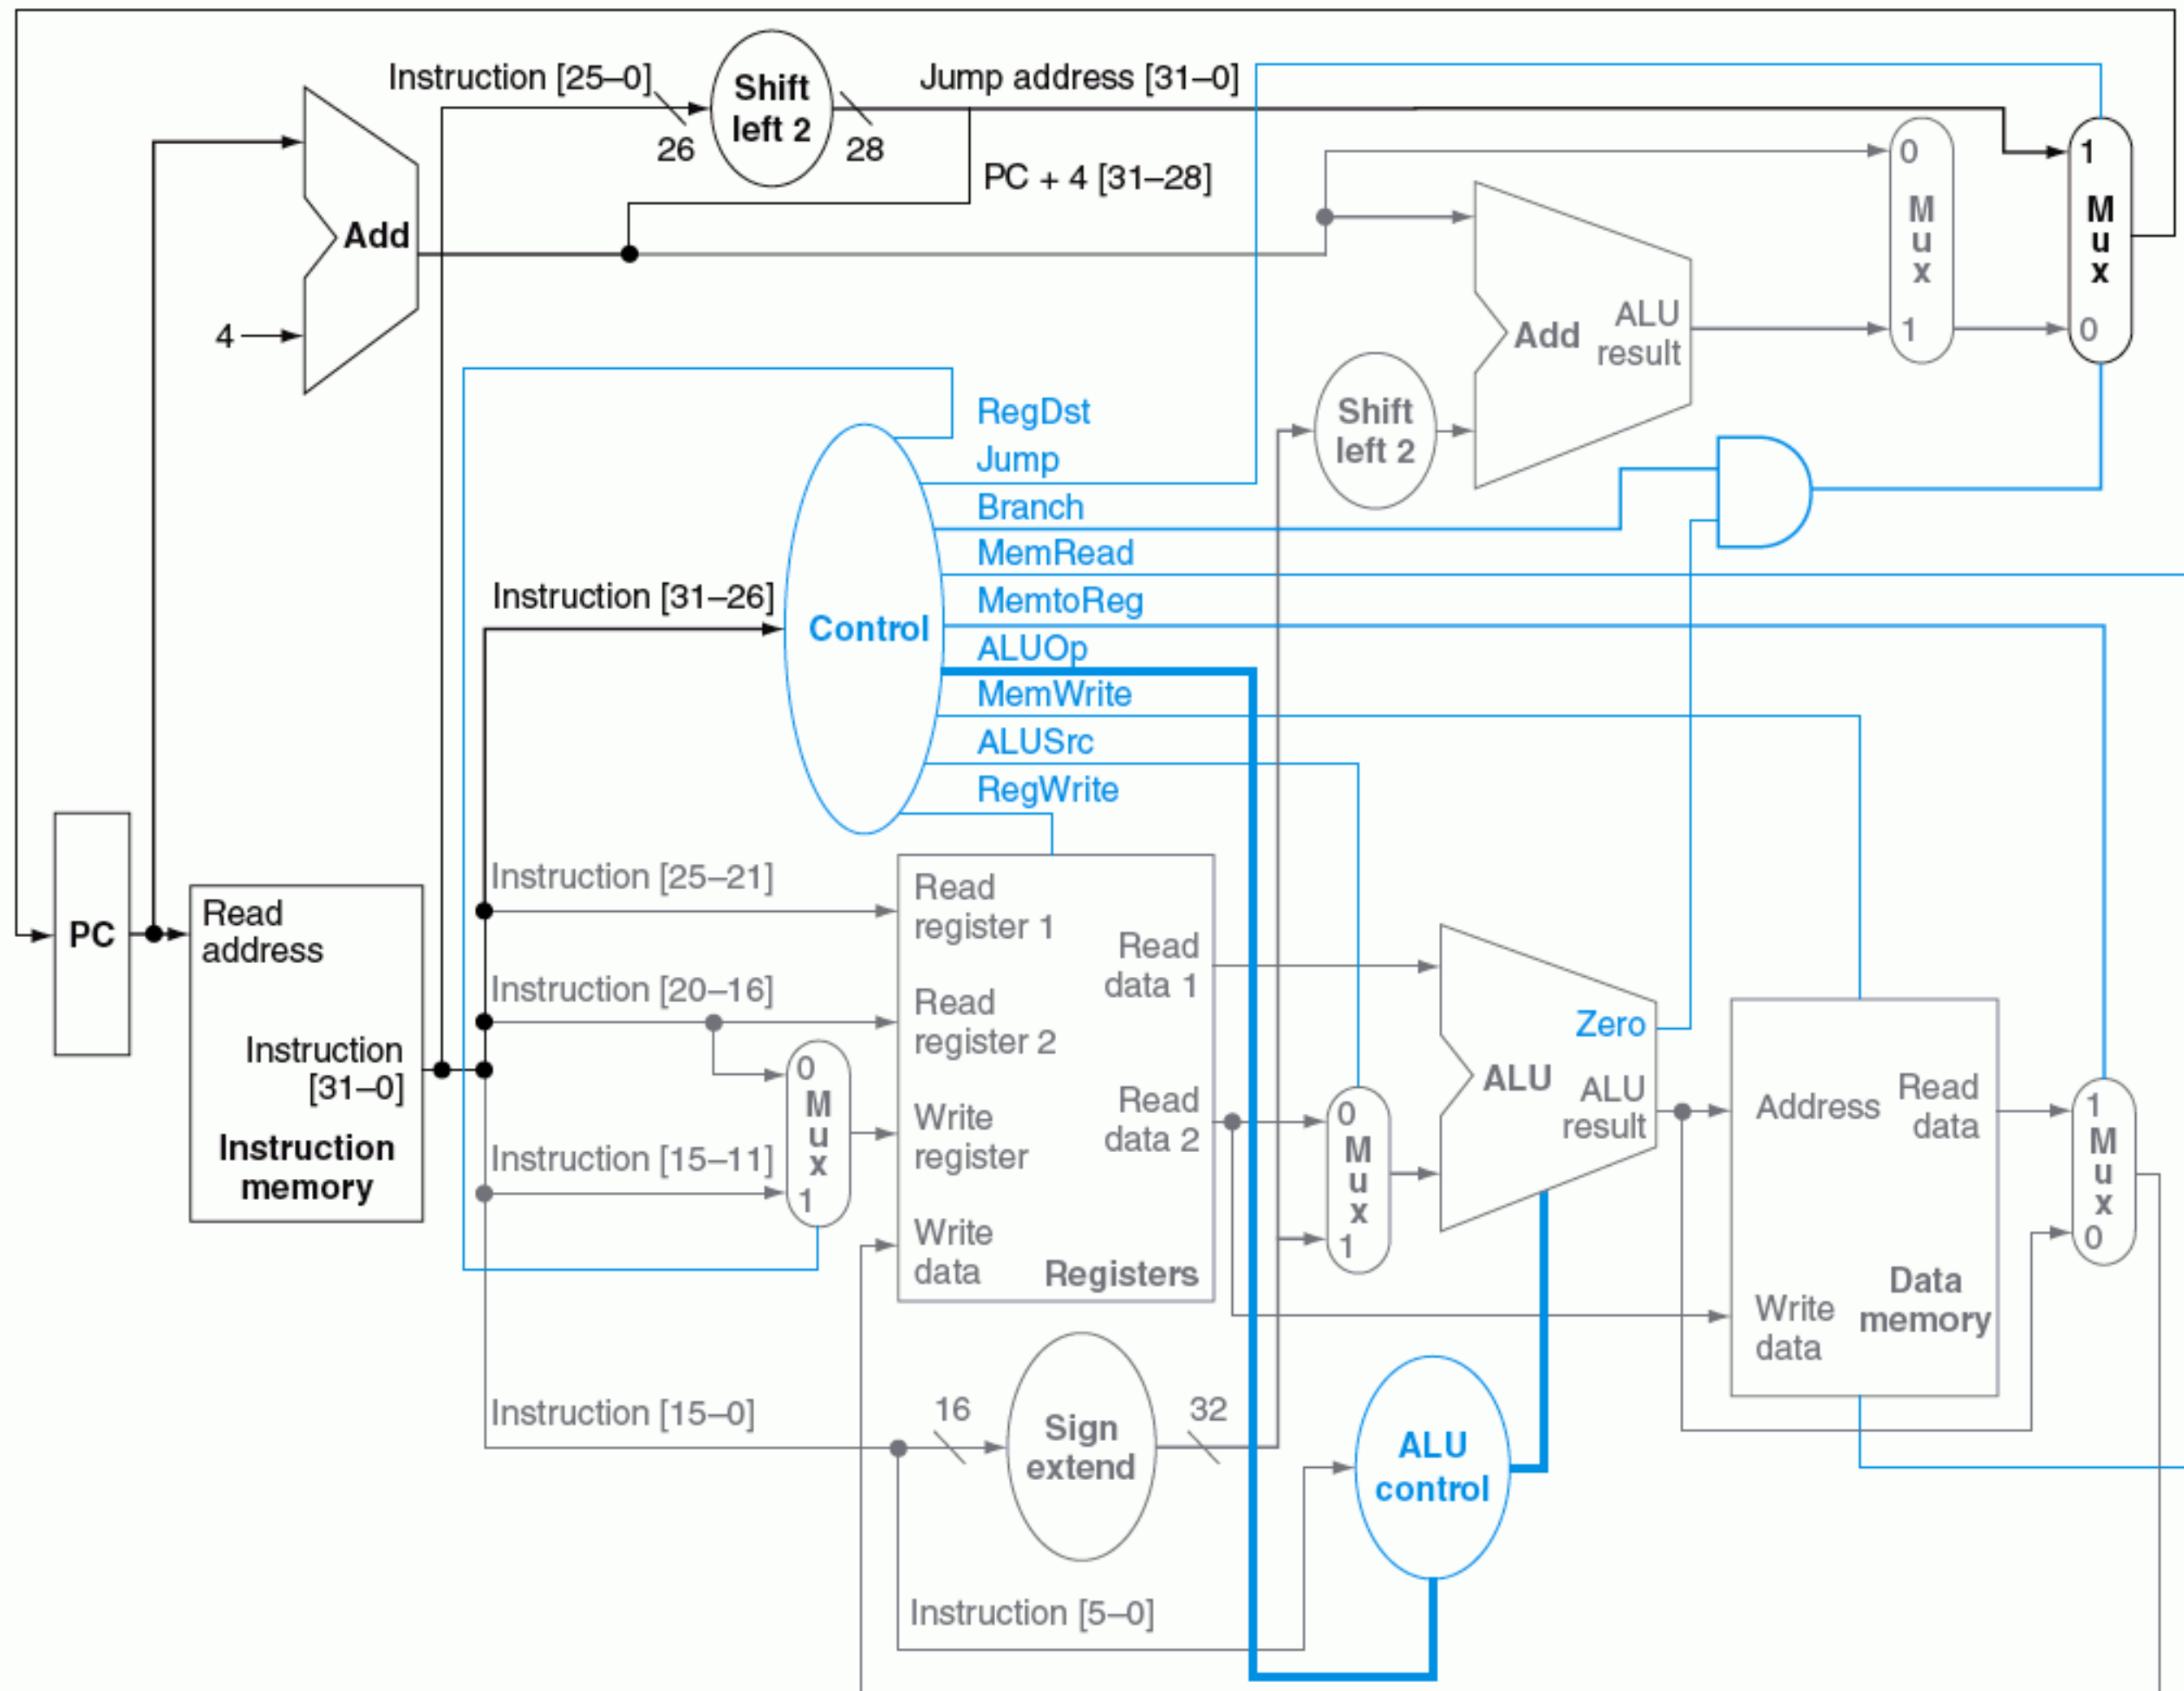 Instruction [25–0]
Shift
left 2
Jump address [31–0]
26
28
PC + 4 [31–28]
Add
4
0
M
u
x
1
1
M
u
x
0
Add
ALU
result
Shift
left 2
RegDst
Jump
Branch
MemRead
MemtoReg
ALUOp
MemWrite
ALUSrc
RegWrite
Instruction [31–26]
Control
PC
Read
address
Instruction
[31–0]
Instruction
memory
Instruction [25–21]
Instruction [20–16]
Instruction [15–11]
0
M
u
x
1
Read
register 1
Read
register 2
Write
register
Write
data
Read
data 1
Read
data 2
Registers
0
M
u
x
1
Zero
ALU
ALU
result
Address
Read
data
Write
data
Data
memory
1
M
u
x
0
Instruction [15–0]
16
Sign
extend
32
ALU
control
Instruction [5–0]